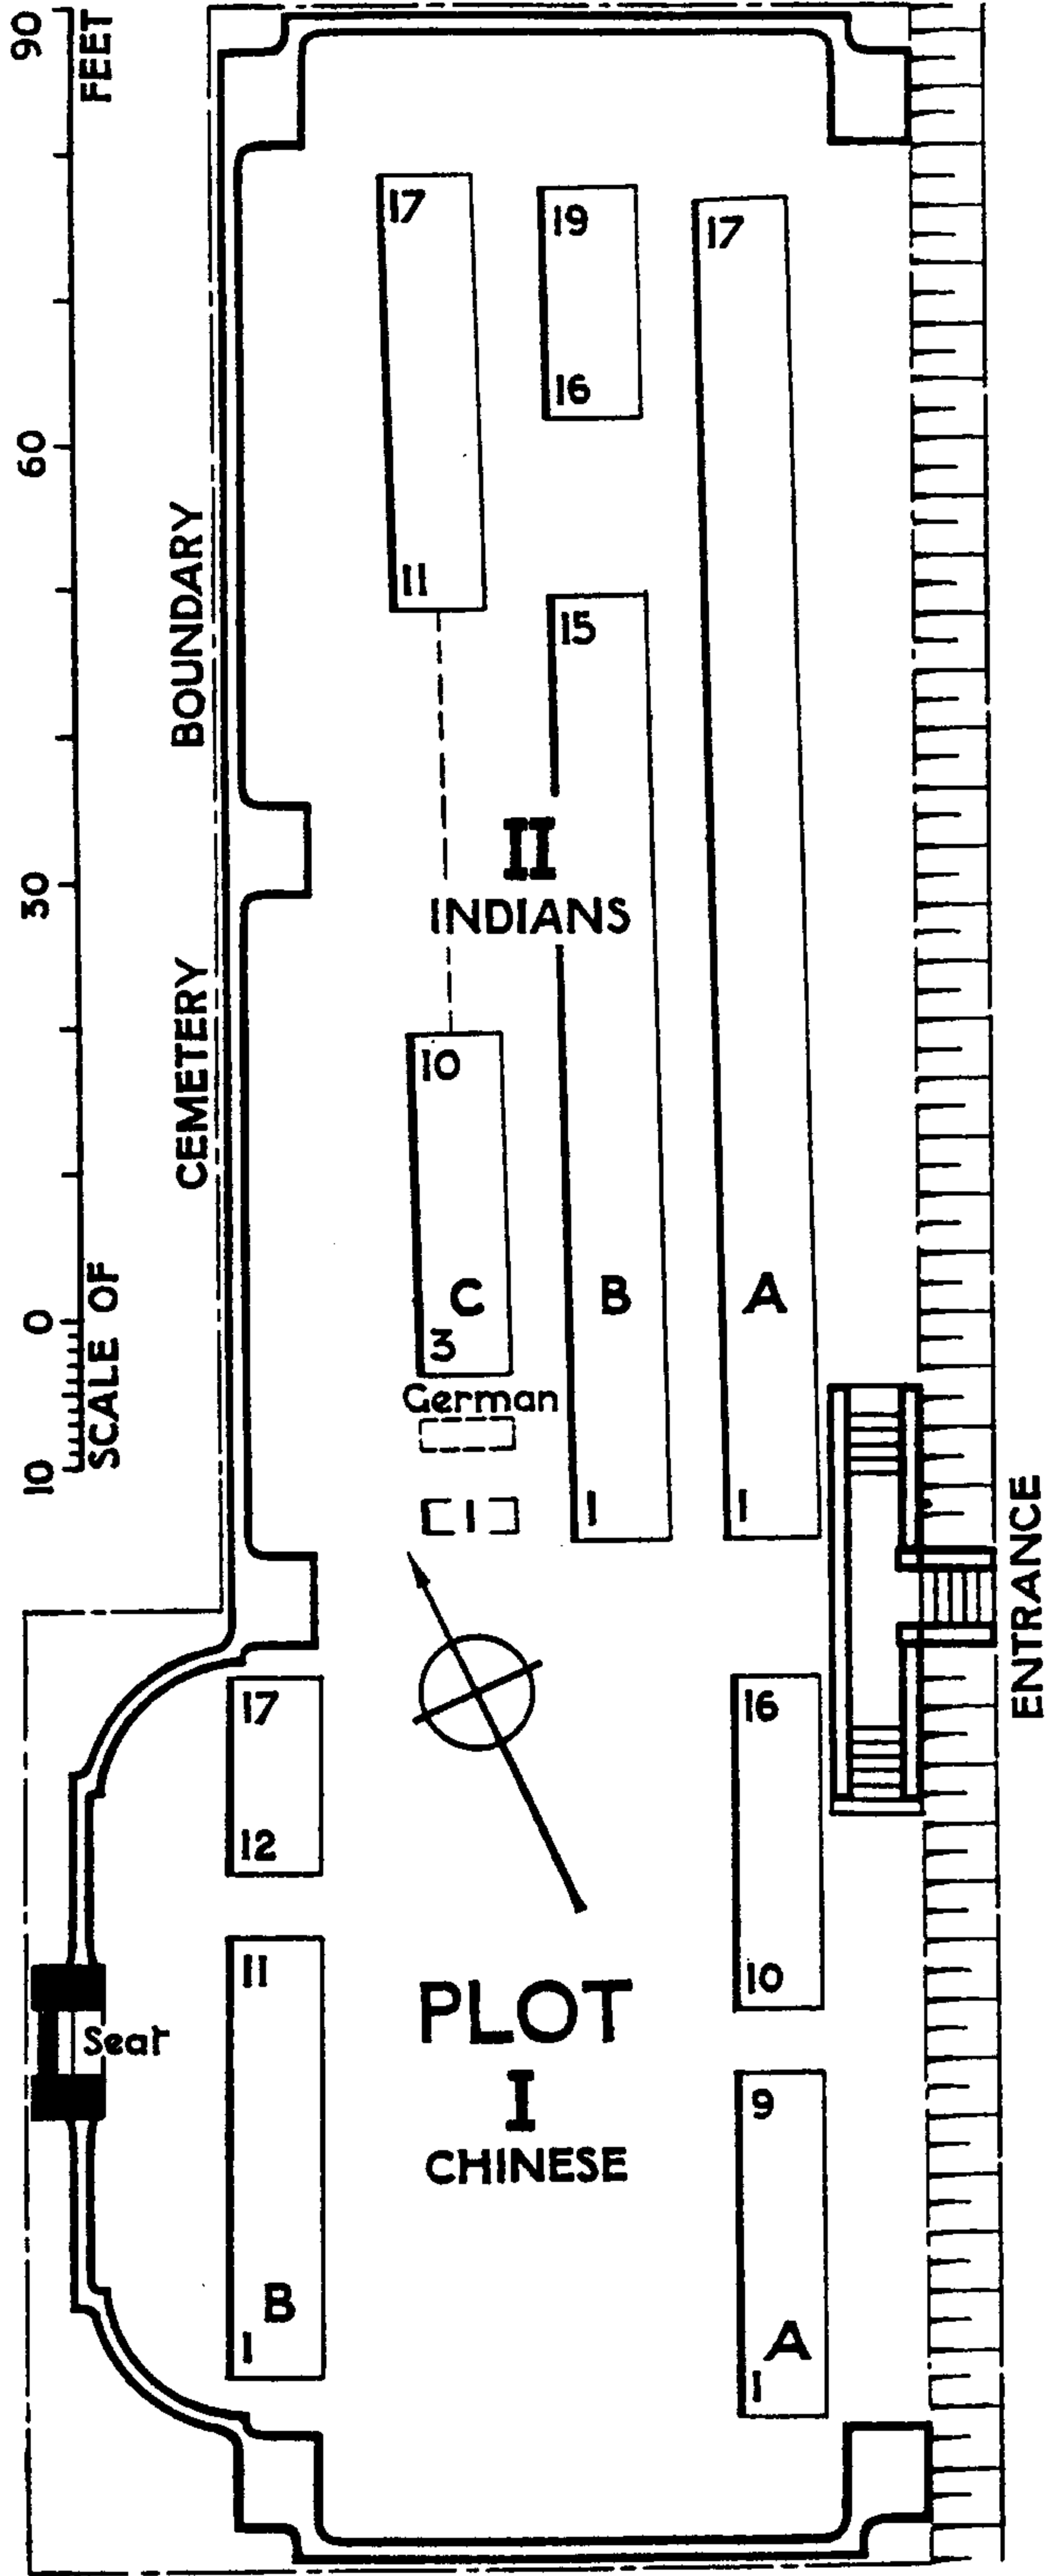 90
60
30
0
10
SCALE OF
FEET
CEMETERY
BOUNDARY
17
11
19
16
17
15
II
INDIANS
10
C
3
German
1
B
1
A
1
17
12
16
10
11
B
1
Seat
PLOT
I
CHINESE
9
A
1
ENTRANCE